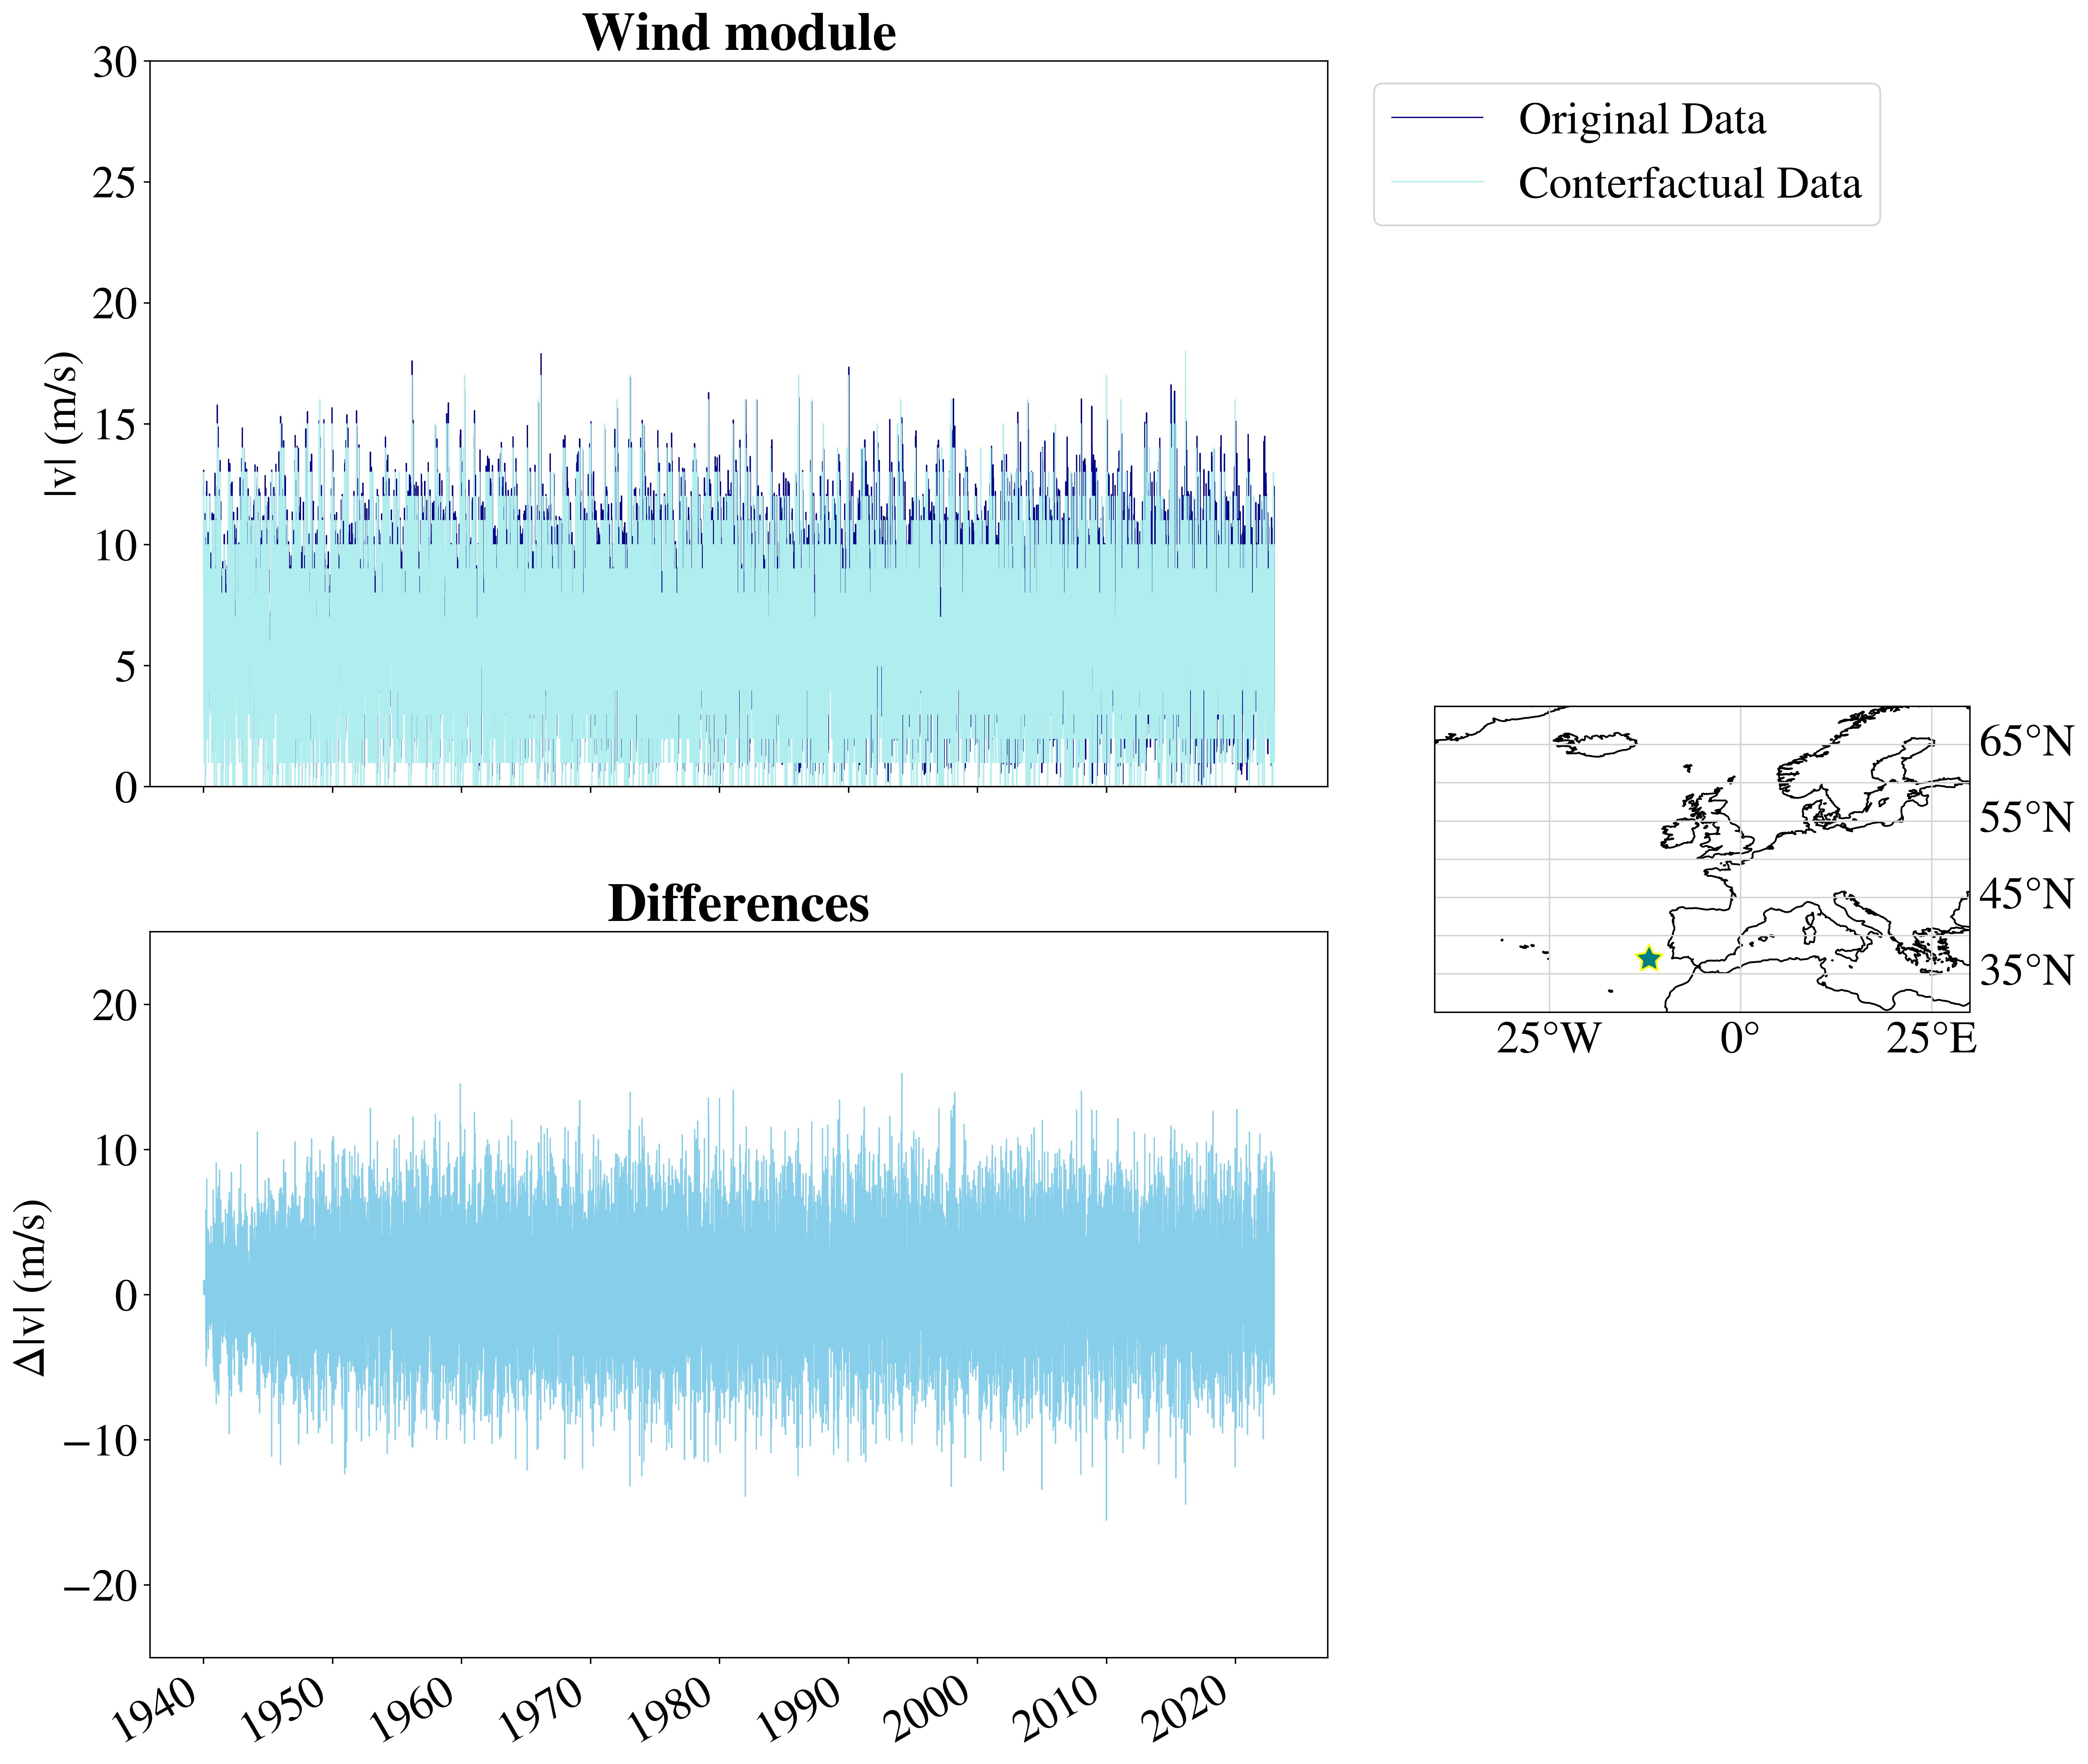 Wind module
30
25
20
15
10
5
0
|v| (m/s)
Original Data
Conterfactual Data
65°N
55°N
45°N
35°N
25°W 0° 25°E
Differences
20
10
0
−10
−20
Δ|v| (m/s)
1940 1950 1960 1970 1980 1990 2000 2010 2020